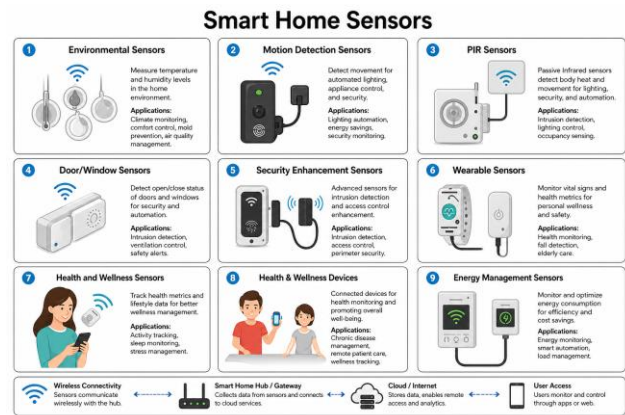 Smart Home Sensors
1
Environmental Sensors
Measure temperature
and humidity levels
in the home
environment.
Applications:
Climate monitoring,
comfort control, mold
prevention, air quality
management.
2
Motion Detection Sensors
Detect movement for
automated lighting,
appliance control,
and security.
Applications:
Lighting automation,
energy savings,
security monitoring.
3
PIR Sensors
Passive Infrared sensors
detect body heat and
movement for lighting,
security, and automation.
Applications:
Intrusion detection,
lighting control,
occupancy sensing.
4
Door/Window Sensors
Detect open/close status
of doors and windows
for security and
automation.
Applications:
Intrusion detection,
ventilation control,
safety alerts.
5
Security Enhancement Sensors
Advanced sensors for
intrusion detection
and access control
enhancement.
Applications:
Intrusion detection,
access control,
perimeter security.
6
Wearable Sensors
Monitor vital signs and
health metrics for
personal wellness
and safety.
Applications:
Health monitoring,
fall detection,
elderly care.
7
Health and Wellness Sensors
Track health metrics and
lifestyle data for better
wellness management.
Applications:
Activity tracking,
sleep monitoring,
stress management.
8
Health & Wellness Devices
Connected devices for
health monitoring and
promoting overall
well-being.
Applications:
Chronic disease
management,
remote patient care,
wellness tracking.
9
Energy Management Sensors
Monitor and optimize
energy consumption
for efficiency and
cost savings.
Applications:
Energy monitoring,
smart automation,
load management.
Wireless Connectivity
Sensors communicate
wirelessly with the hub.
Smart Home Hub / Gateway
Collects data from sensors and connects
to cloud services.
Cloud / Internet
Stores data, enables remote
access and analytics.
User Access
Users monitor and control
through apps or web.